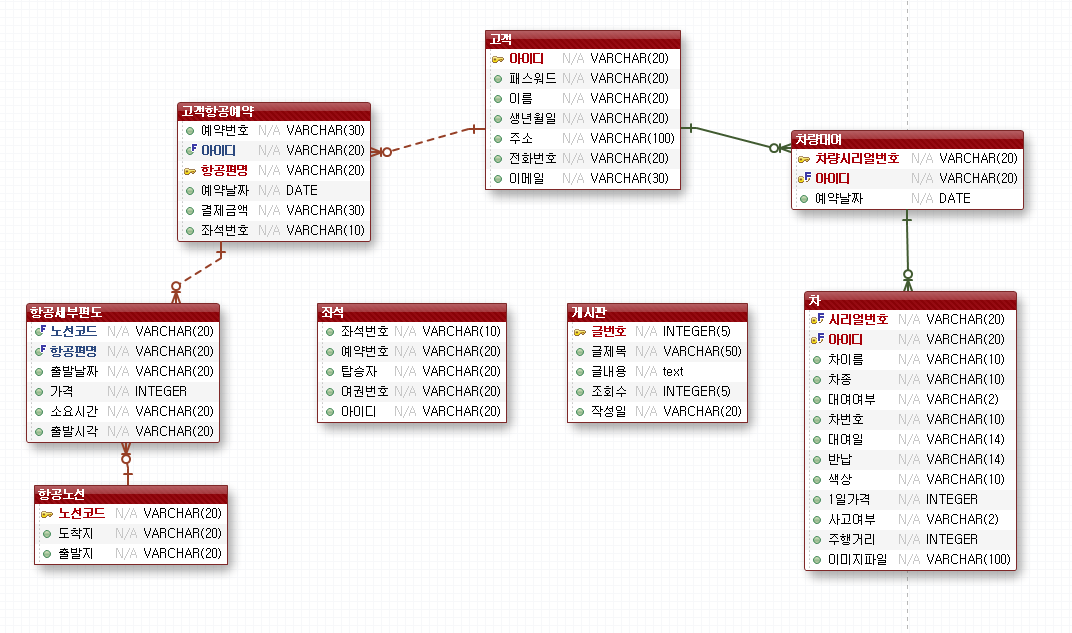 고객
아이디 N/A VARCHAR(20)
패스워드 N/A VARCHAR(20)
이름 N/A VARCHAR(20)
생년월일 N/A VARCHAR(20)
주소 N/A VARCHAR(100)
전화번호 N/A VARCHAR(20)
이메일 N/A VARCHAR(30)
고객항공예약
예약번호 N/A VARCHAR(30)
아이디 N/A VARCHAR(20)
항공편명 N/A VARCHAR(20)
예약날짜 N/A DATE
결제금액 N/A VARCHAR(30)
좌석번호 N/A VARCHAR(10)
차량대여
차량시리얼번호 N/A VARCHAR(20)
아이디 N/A VARCHAR(20)
예약날짜 N/A DATE
항공세부편도
노선코드 N/A VARCHAR(20)
항공편명 N/A VARCHAR(20)
출발날짜 N/A VARCHAR(20)
가격 N/A INTEGER
소요시간 N/A VARCHAR(20)
출발시각 N/A VARCHAR(20)
좌석
좌석번호 N/A VARCHAR(10)
예약번호 N/A VARCHAR(20)
탑승자 N/A VARCHAR(20)
여권번호 N/A VARCHAR(20)
아이디 N/A VARCHAR(20)
게시판
글번호 N/A INTEGER(5)
글제목 N/A VARCHAR(50)
글내용 N/A text
조회수 N/A INTEGER(5)
작성일 N/A VARCHAR(20)
차
시리얼번호 N/A VARCHAR(20)
아이디 N/A VARCHAR(20)
차이름 N/A VARCHAR(10)
차종 N/A VARCHAR(10)
대여여부 N/A VARCHAR(2)
차번호 N/A VARCHAR(10)
대여일 N/A VARCHAR(14)
반납 N/A VARCHAR(14)
색상 N/A VARCHAR(10)
1일가격 N/A INTEGER
사고여부 N/A VARCHAR(2)
주행거리 N/A INTEGER
이미지파일 N/A VARCHAR(100)
항공노선
노선코드 N/A VARCHAR(20)
도착지 N/A VARCHAR(20)
출발지 N/A VARCHAR(20)